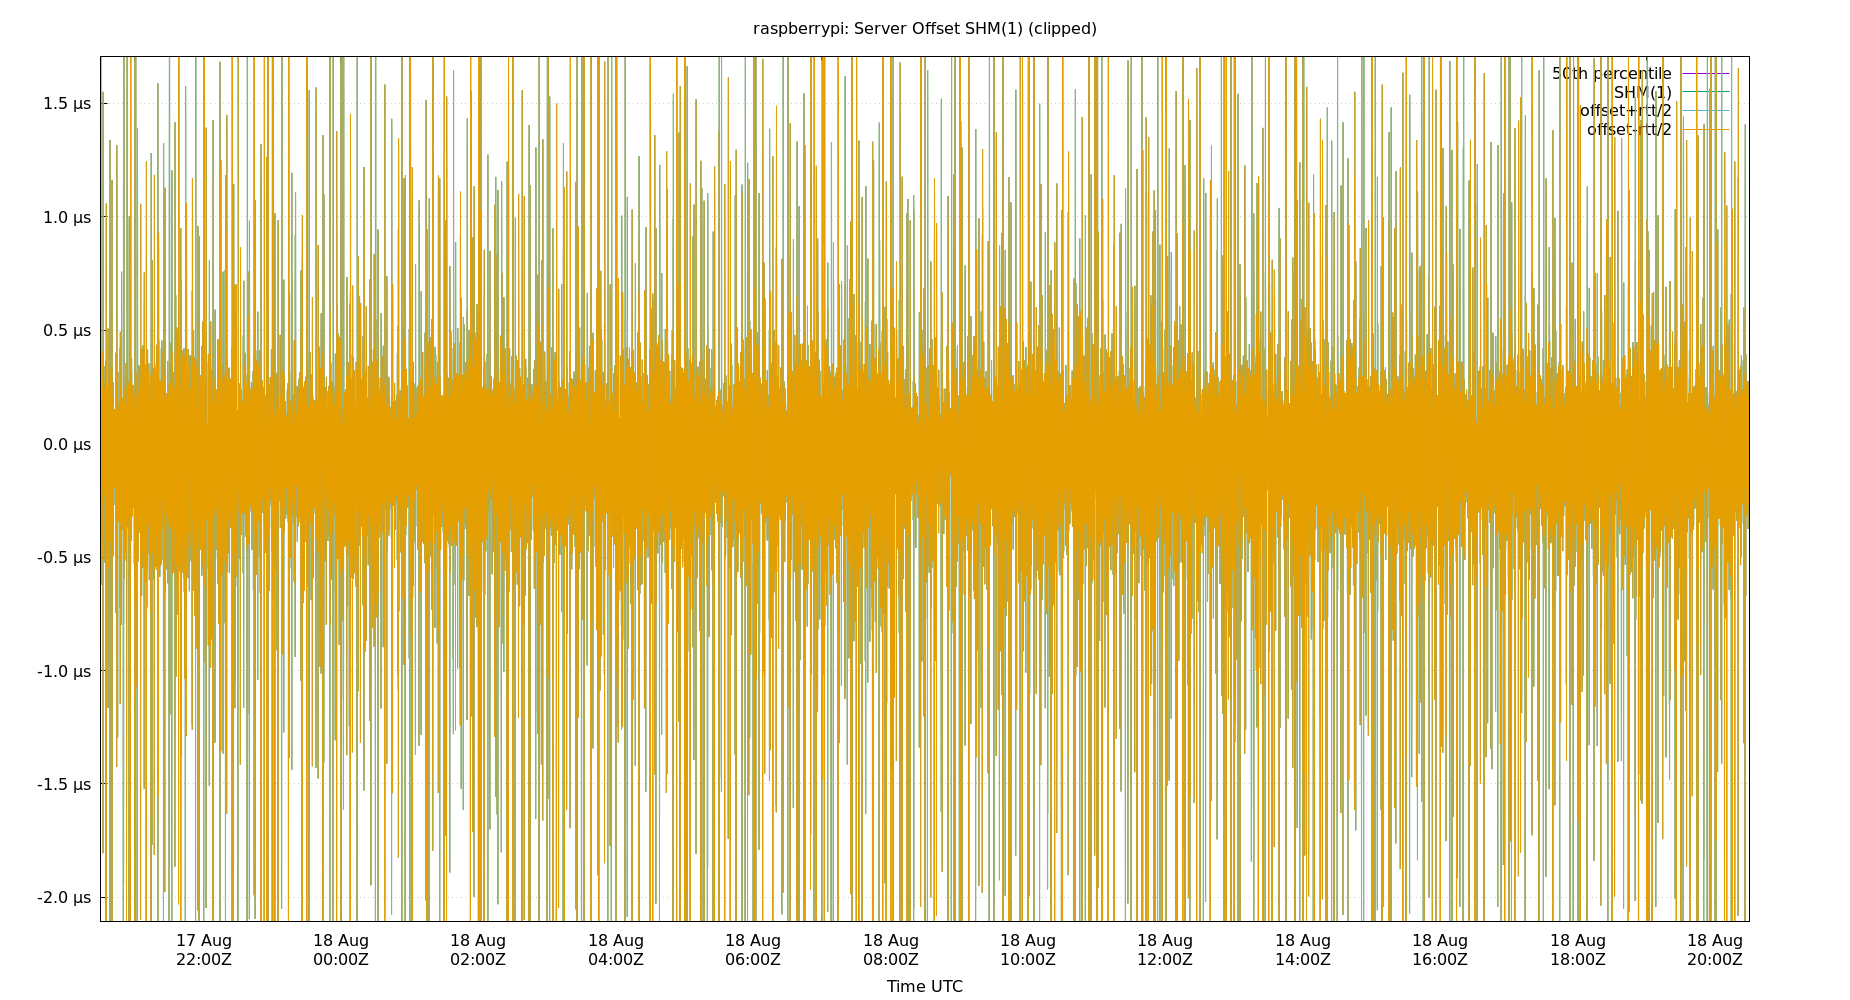 raspberrypi: Server Offset SHM(1) (clipped)
50th percentile
SHM(1)
offset+rtt/2
offset-rtt/2
1.5 µs
1.0 µs
0.5 µs
0.0 µs
-0.5 µs
-1.0 µs
-1.5 µs
-2.0 µs
17 Aug 18 Aug 18 Aug 18 Aug 18 Aug 18 Aug 18 Aug 18 Aug 18 Aug 18 Aug 18 Aug 18 Aug
22:00Z 00:00Z 02:00Z 04:00Z 06:00Z 08:00Z 10:00Z 12:00Z 14:00Z 16:00Z 18:00Z 20:00Z
Time UTC